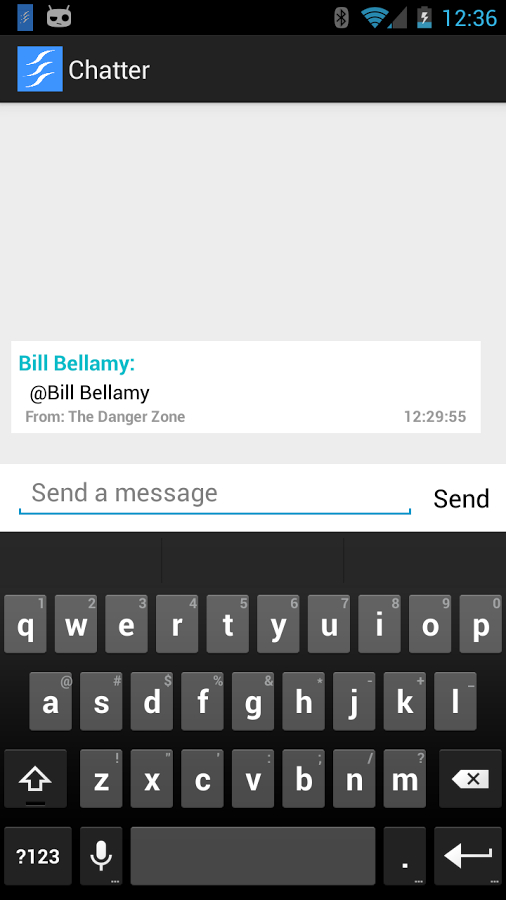 12:36
Chatter
Bill Bellamy:
@Bill Bellamy
From: The Danger Zone 12:29:55
Send a message Send
1 2 3 4 5 6 7 8 9 0
q w e r t y u i o p
@ # $ % & * - + _
a s d f g h j k l
! " ' : ; / ?
z x c v b n m
?123 ... . ... ...